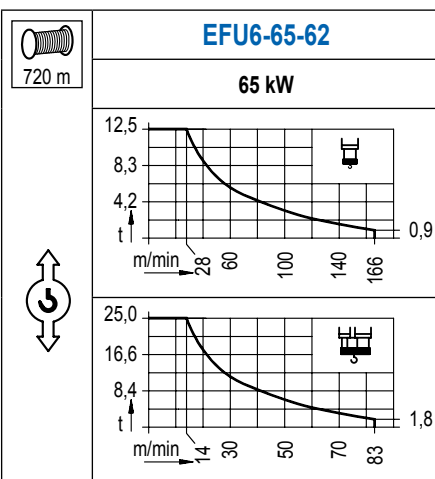 EFU6-65-62
720 m
65 kW
12,5
8,3
4,2
t
0,9
m/min
28 60 100 140 166
25,0
16,6
8,4
t
1,8
m/min
14 30 50 70 83